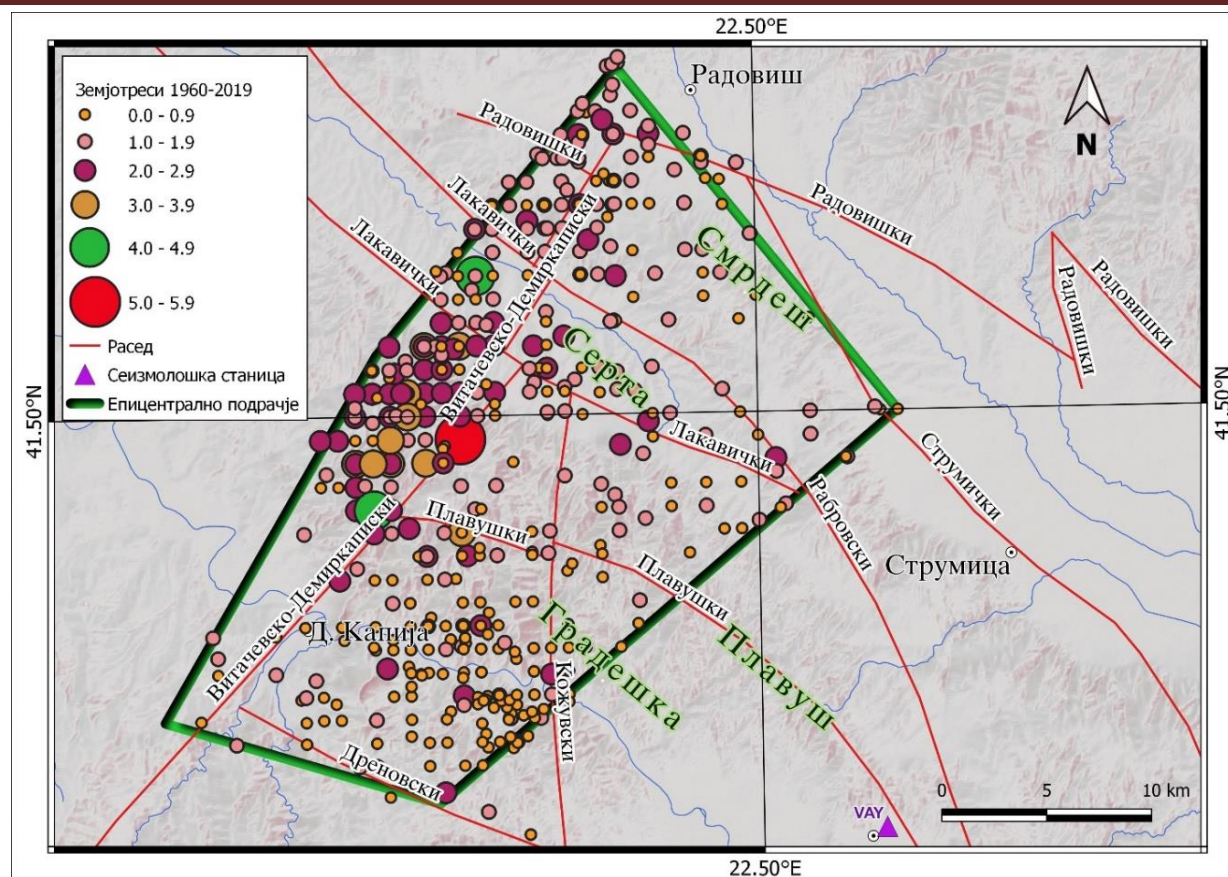 22.50°E
Земјотреси 1960-2019
0.0 - 0.9
1.0 - 1.9
2.0 - 2.9
3.0 - 3.9
4.0 - 4.9
5.0 - 5.9
Расед
Сеизмолошка станица
Епицентрално подрачје
Радовиш
N
Радовишки
Лакавички
Лакавички
Витачевско-Демиркаписки
Радовишки
Смрдеш
Радовишки
Радовишки
Серта
41.50°N
41.50°N
Лакавички
Рабровски
Струмички
Струмица
Плавушки
Плавушки
Витачевско-Демиркаписки
Д. Капија
Градешка
Плавуш
Кожувски
Дреновски
0 5 10 km
VAY
22.50°E